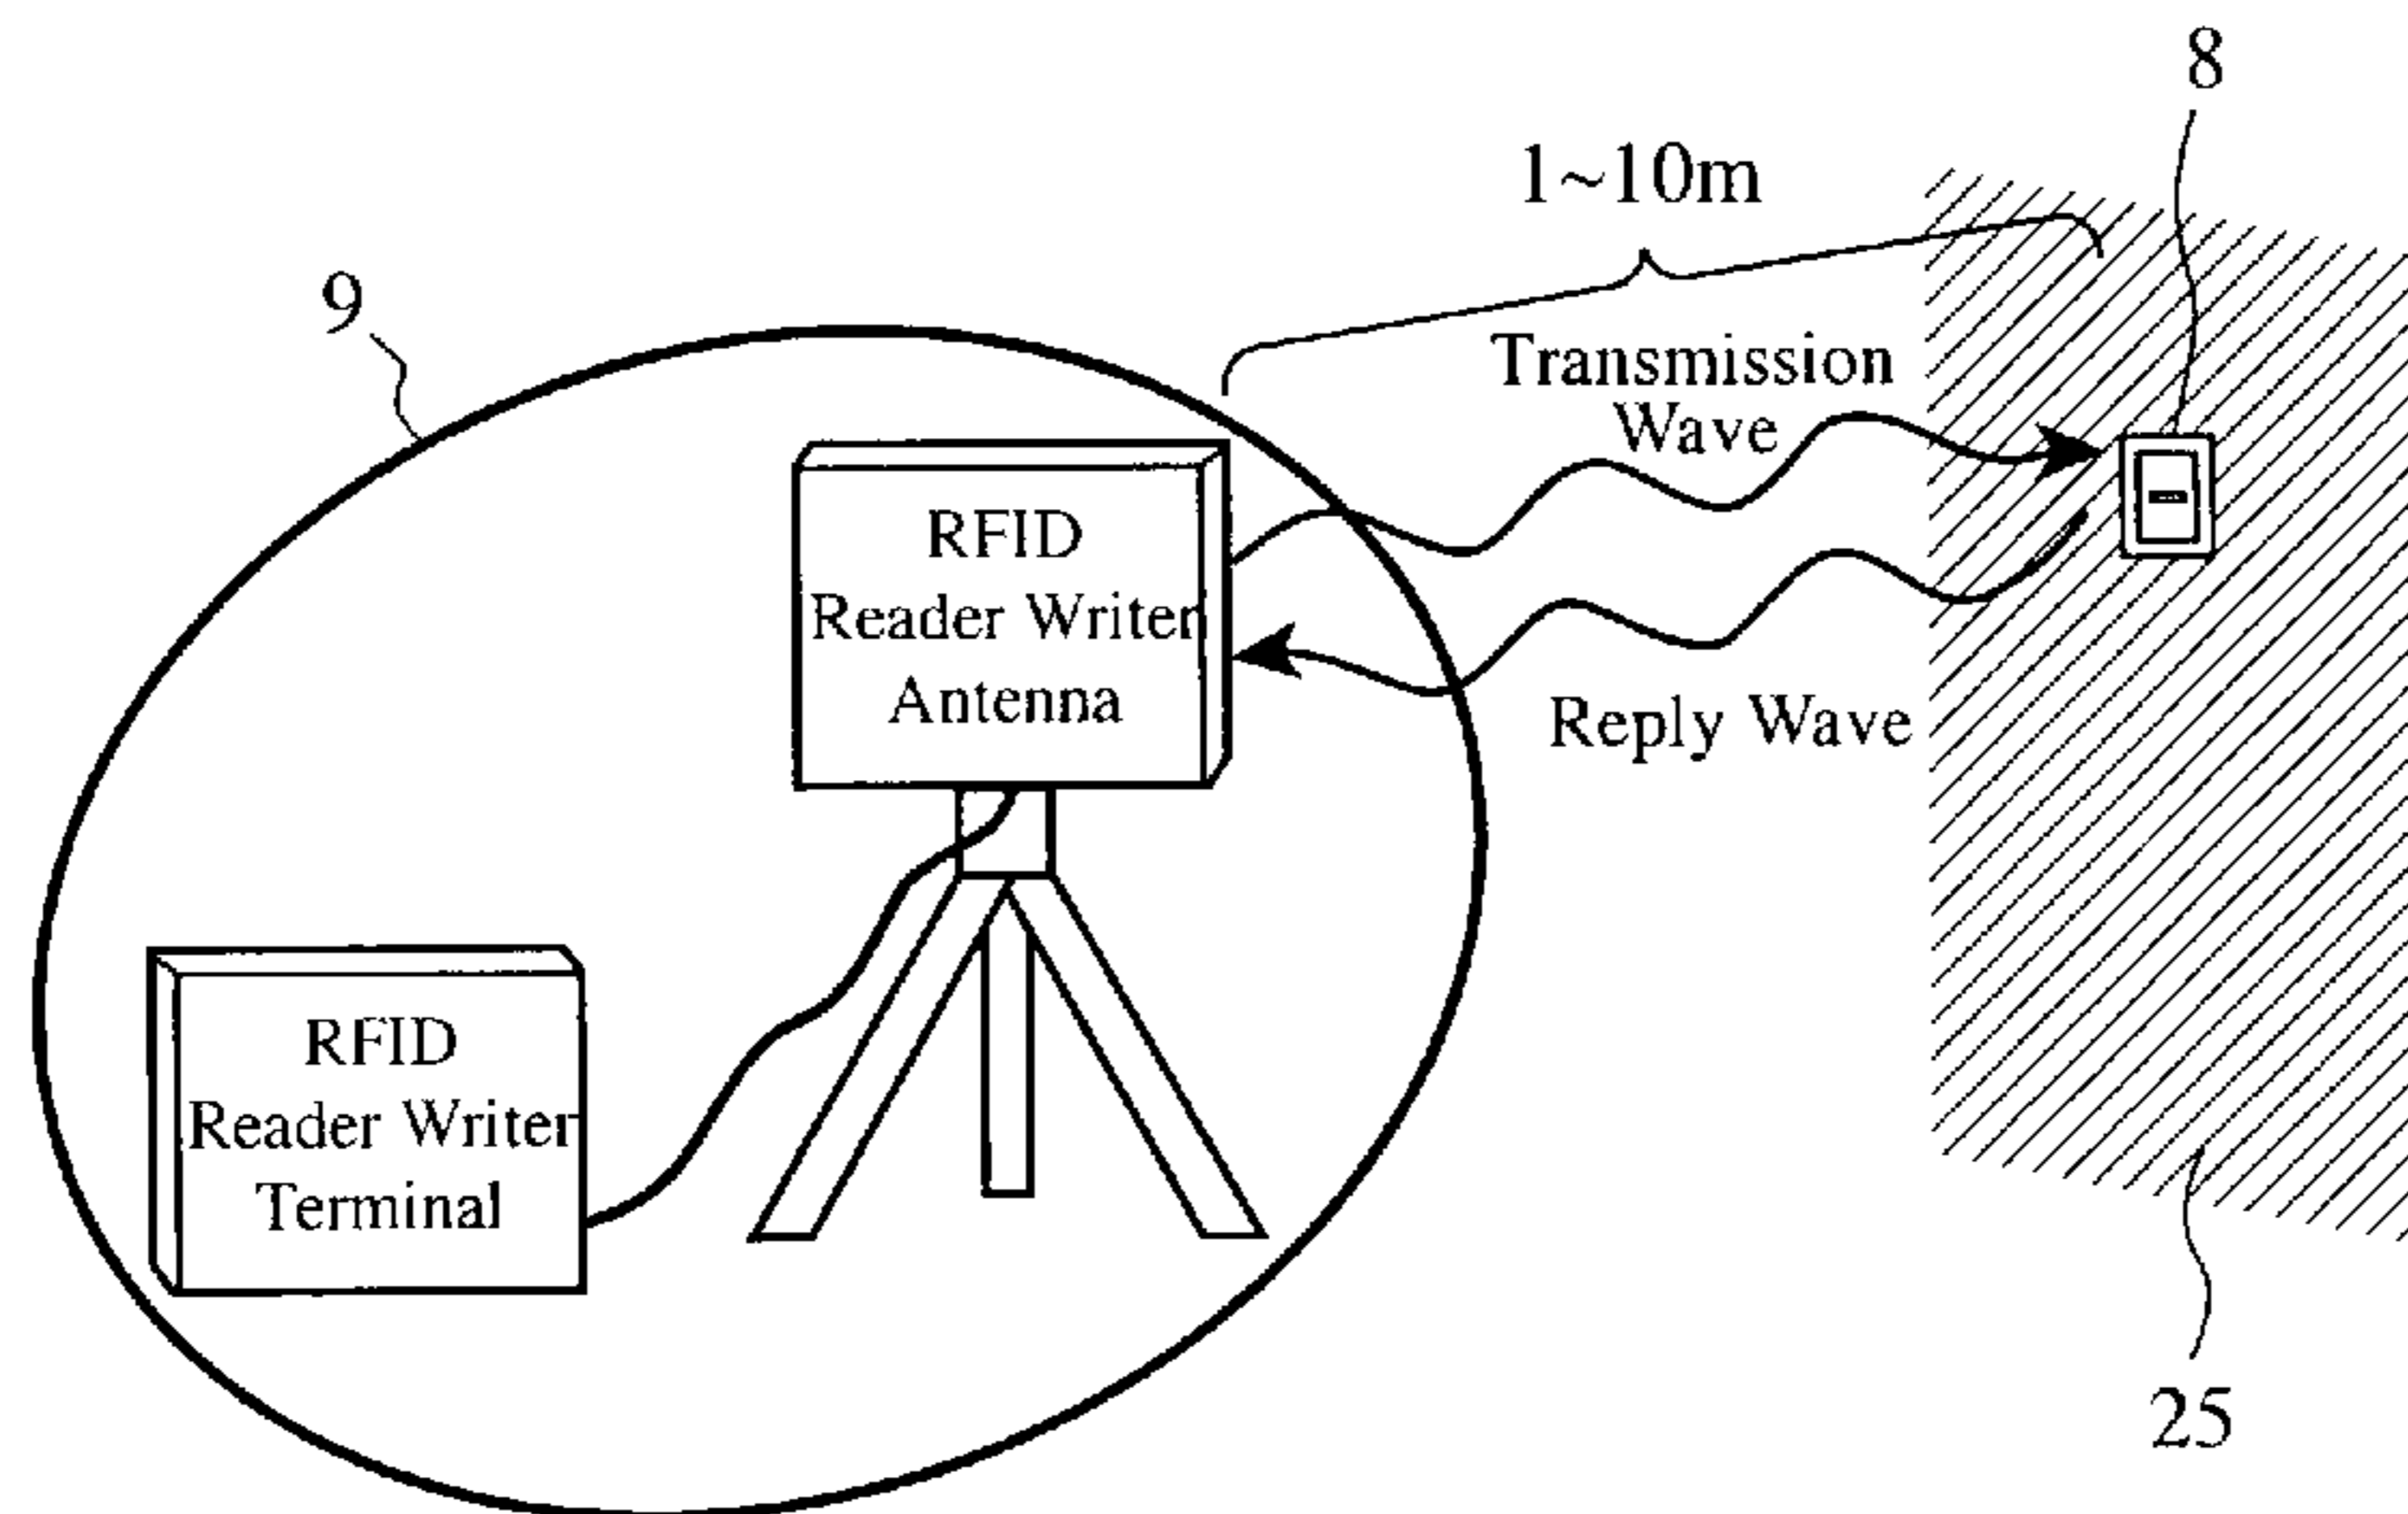 8
1~10m
9
Transmission
Wave
RFID
Reader Writer
Antenna
Reply Wave
RFID
Reader Writer
Terminal
25